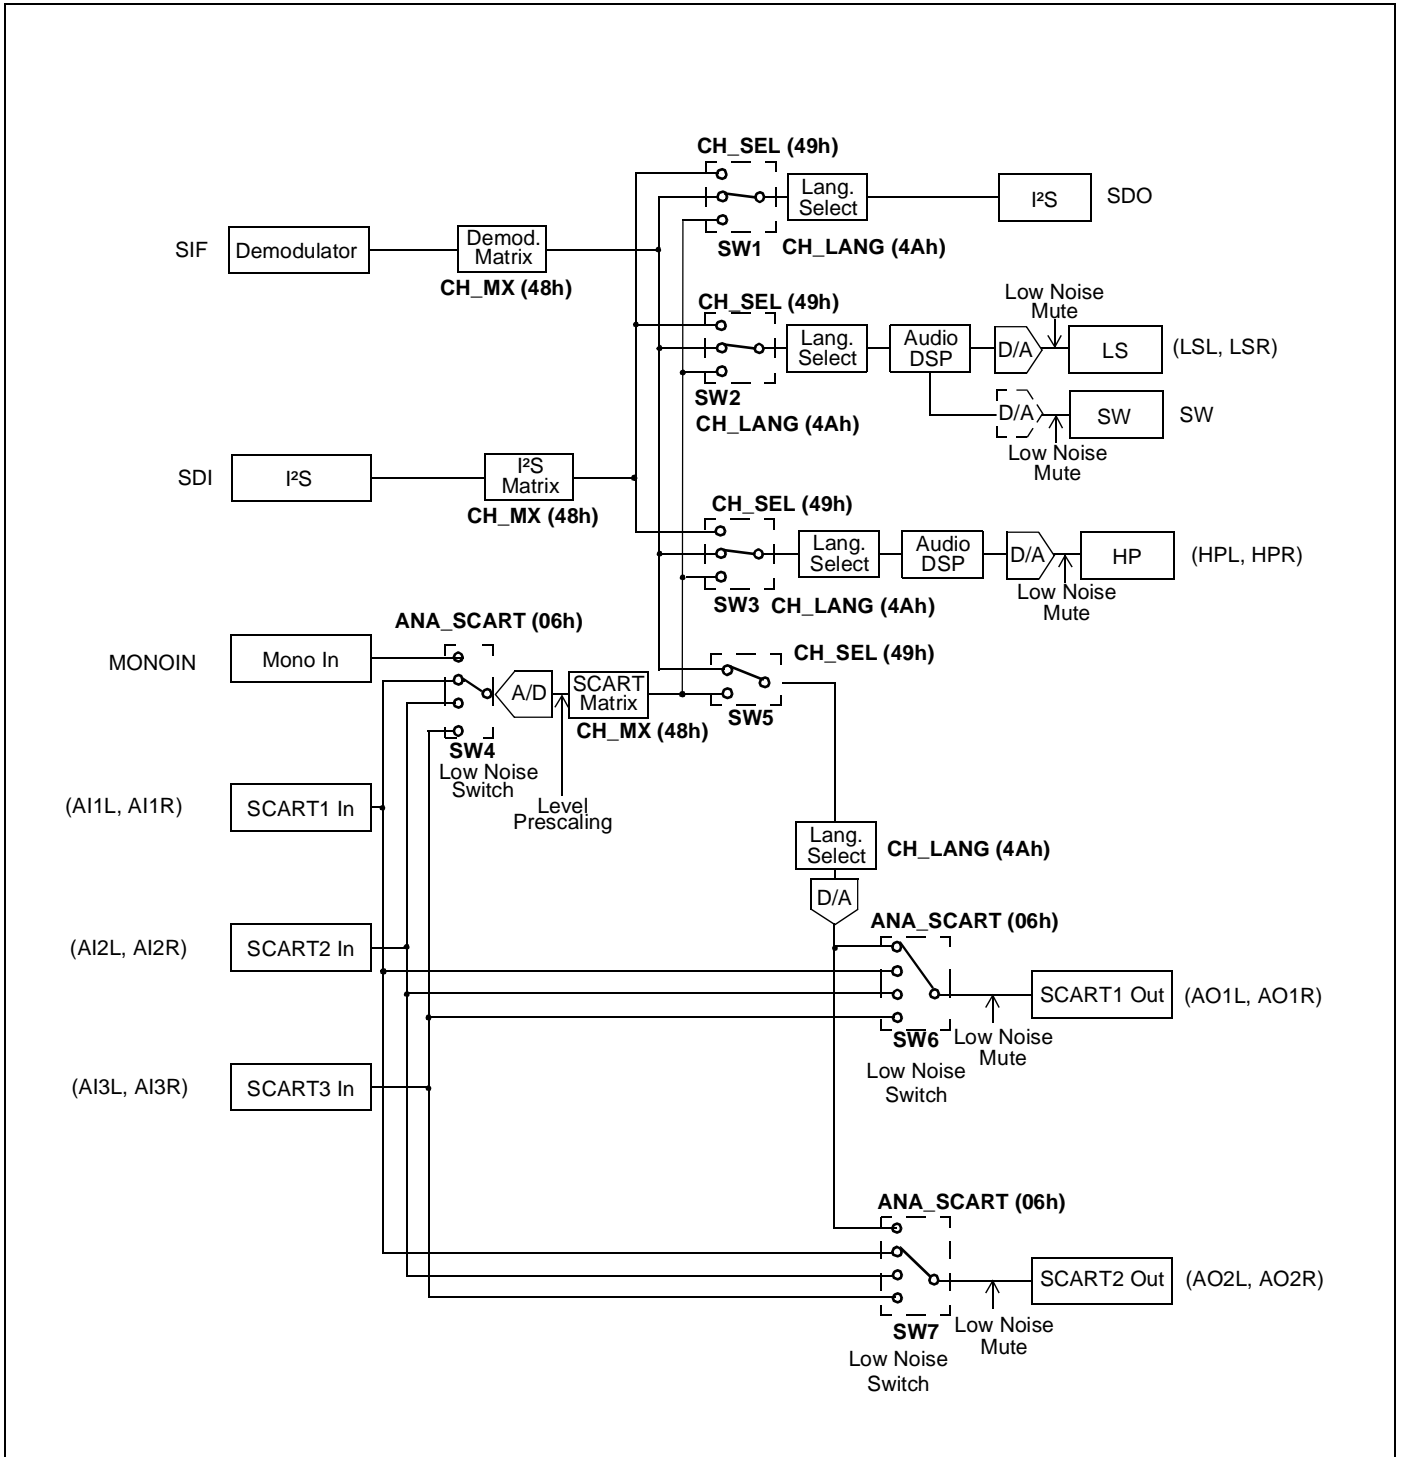 CH_SEL (49h)
Lang.
Select
I²S
SDO
SW1
CH_LANG (4Ah)
SIF
Demodulator
Demod.
Matrix
CH_MX (48h)
CH_SEL (49h)
Low Noise
Mute
Lang.
Select
Audio
DSP
D/A
LS
(LSL, LSR)
SW2
CH_LANG (4Ah)
D/A
SW
SW
Low Noise
Mute
SDI
I²S
I²S
Matrix
CH_MX (48h)
CH_SEL (49h)
Lang.
Select
Audio
DSP
D/A
HP
(HPL, HPR)
SW3
CH_LANG (4Ah)
Low Noise
Mute
ANA_SCART (06h)
MONOIN
Mono In
CH_SEL (49h)
A/D
SCART
Matrix
SW5
CH_MX (48h)
SW4
Low Noise
Switch
Level
Prescaling
(AI1L, AI1R)
SCART1 In
Lang.
Select
CH_LANG (4Ah)
D/A
ANA_SCART (06h)
(AI2L, AI2R)
SCART2 In
SCART1 Out
(AO1L, AO1R)
SW6
Low Noise
Mute
Low Noise
Switch
(AI3L, AI3R)
SCART3 In
ANA_SCART (06h)
SCART2 Out
(AO2L, AO2R)
SW7
Low Noise
Mute
Low Noise
Switch